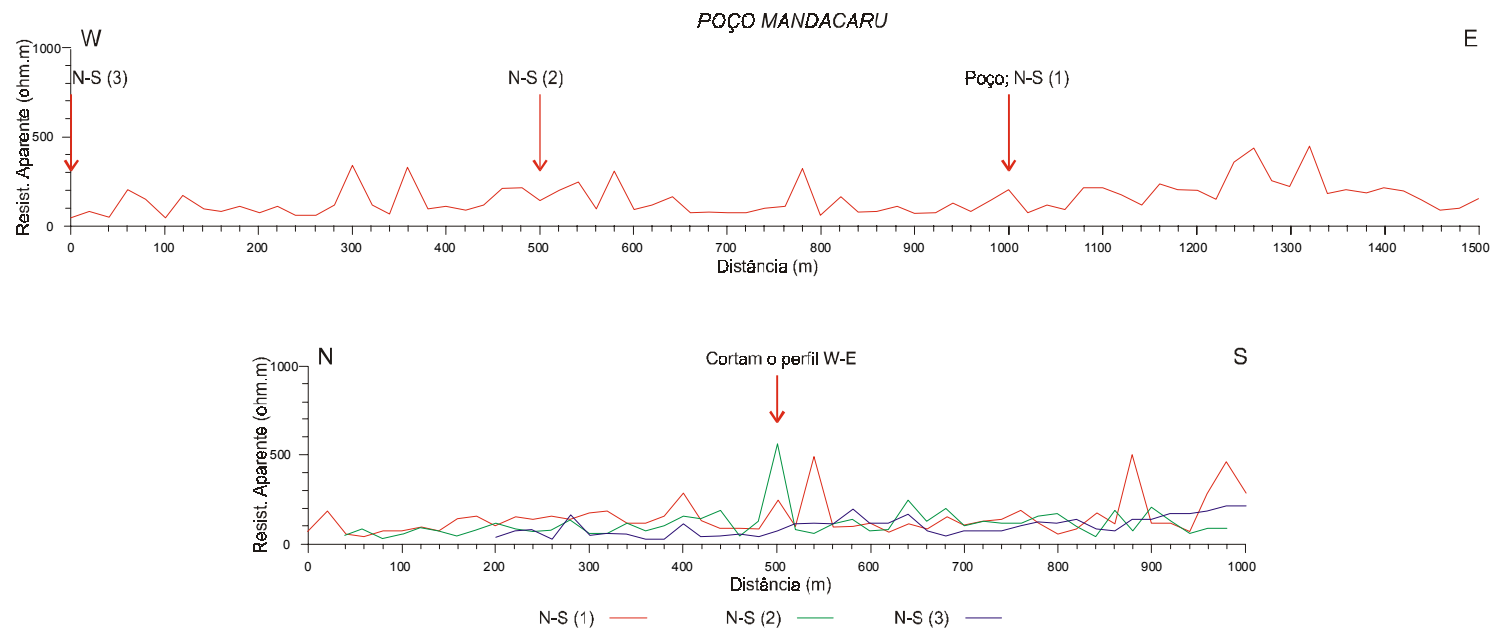 POÇO MANDACARU
W
E
Resist. Aparente (ohm.m)
1000
500
0
N-S (3)
N-S (2)
Poço; N-S (1)
0 100 200 300 400 500 600 700 800 900 1000 1100 1200 1300 1400 1500
Distância (m)
N
S
Resist. Aparente (ohm.m)
1000
500
0
Cortam o perfil W-E
0 100 200 300 400 500 600 700 800 900 1000
Distância (m)
N-S (1) N-S (2) N-S (3)